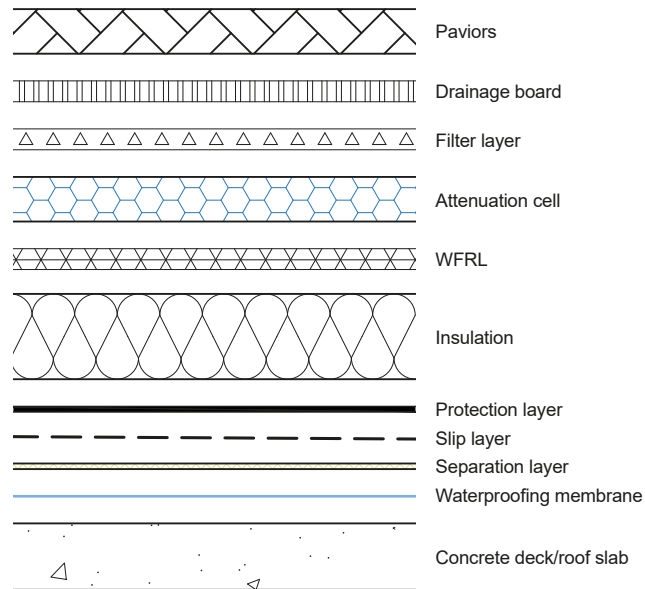 Paviors
Drainage board
Filter layer
Attenuation cell
WFRL
Insulation
Protection layer
Slip layer
Separation layer
Waterproofing membrane
Concrete deck/roof slab